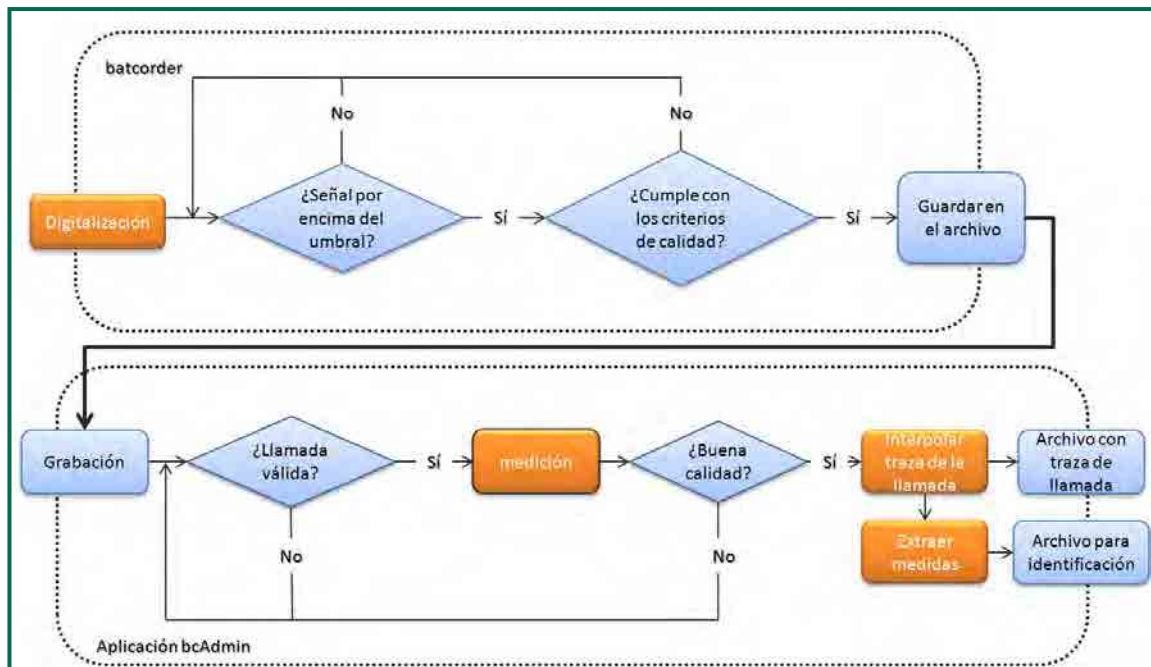 batcorder
No
No
Digitalización
¿Señal por
encima del
umbral?
Sí
¿Cumple con
los criterios
de calidad?
Sí
Guardar en
el archivo
Grabación
¿Llamada
válida?
Sí
medición
¿Buena
calidad?
Sí
Interpolar
traza de la
llamada
Archivo con
traza de
llamada
No
No
Extraer
medidas
Archivo para
identificación
Aplicación bcAdmin